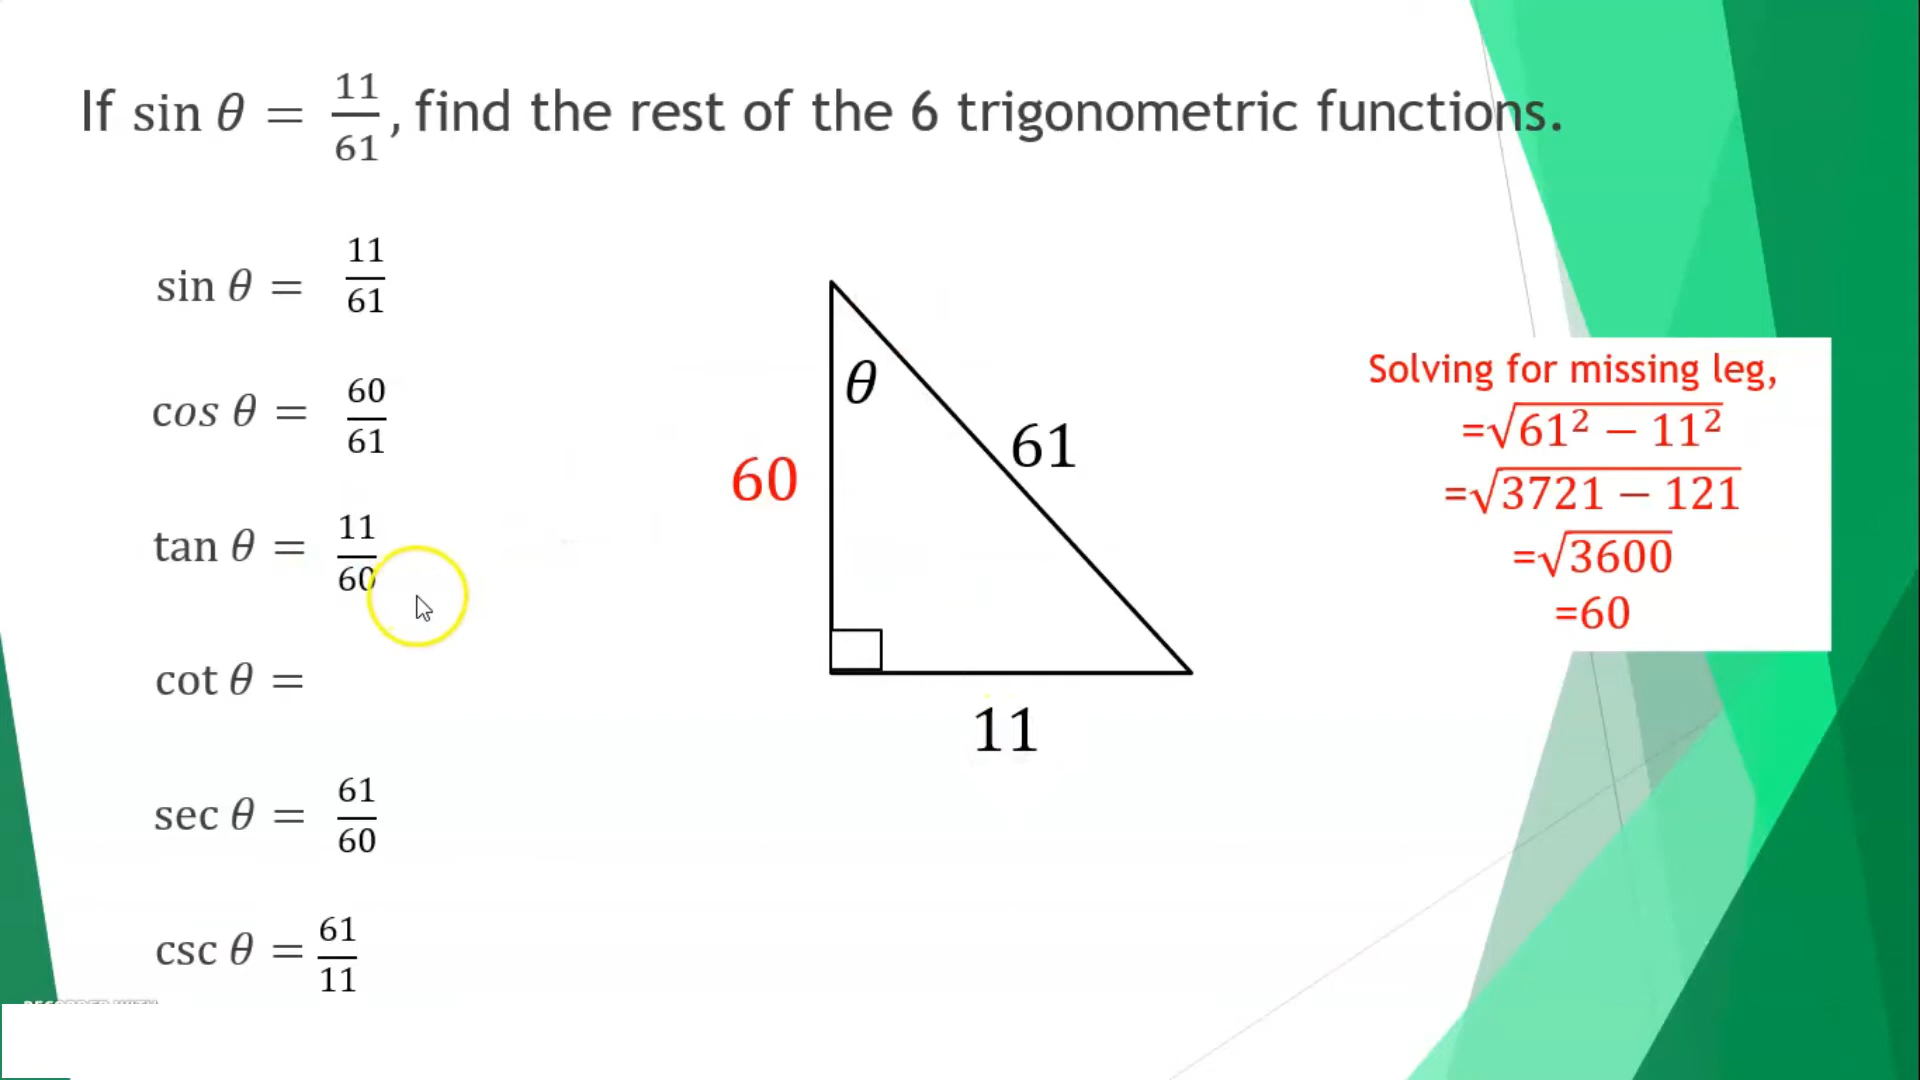 If sin θ = 11/61, find the rest of the 6 trigonometric functions.
sin θ = 11/61
cos θ = 60/61
tan θ = 11/60
cot θ =
sec θ = 61/60
csc θ = 61/11
θ
60
61
11
Solving for missing leg,
=√61² − 11²
=√3721 − 121
=√3600
=60